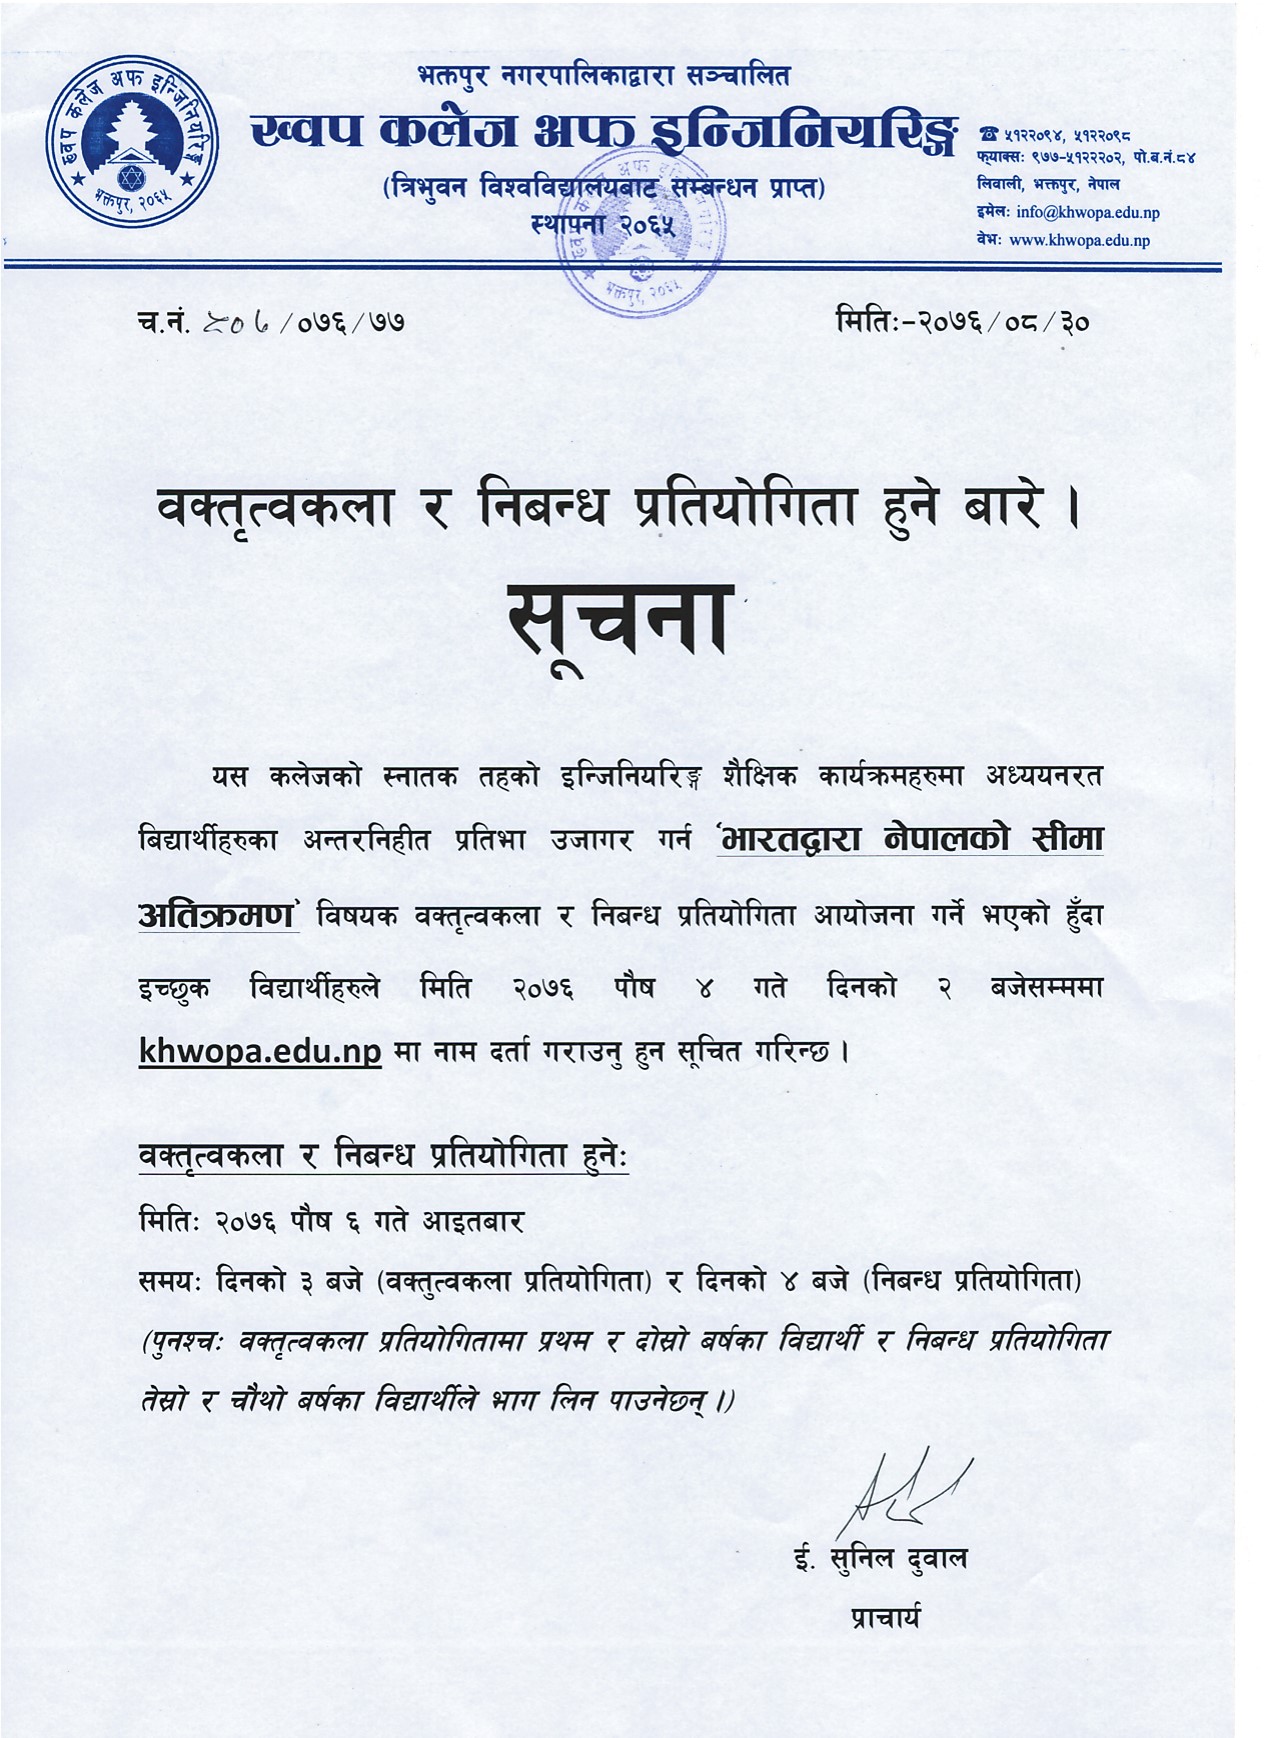 ख्वप कलेज अफ इन्जिनियरिङ्ग
भक्तपुर, २०६५
भक्तपुर नगरपालिकाद्वारा सञ्चालित
ख्वप कलेज अफ इन्जिनियरिङ्ग
(त्रिभुवन विश्वविद्यालयबाट सम्बन्धन प्राप्त)
स्थापना २०६५
☎ ५१२२०९४, ५१२२०९८
फ्याक्सः ९७७-५१२२२०२, पो.ब.नं.८४
लिवाली, भक्तपुर, नेपाल
इमेलः info@khwopa.edu.np
वेभः www.khwopa.edu.np
भक्तपुर, २०६५
च.नं. /०७६/७७
मितिः-२०७६/०८/३०
वक्तृत्वकला र निबन्ध प्रतियोगिता हुने बारे ।
सूचना
यस कलेजको स्नातक तहको इन्जिनियरिङ्ग शैक्षिक कार्यक्रमहरुमा अध्ययनरत
बिद्यार्थीहरुका अन्तरनिहीत प्रतिभा उजागर गर्न 'भारतद्वारा नेपालको सीमा
अतिक्रमण' विषयक वक्तृत्वकला र निबन्ध प्रतियोगिता आयोजना गर्ने भएको हुँदा
इच्छुक विद्यार्थीहरुले मिति २०७६ पौष ४ गते दिनको २ बजेसम्ममा
khwopa.edu.np मा नाम दर्ता गराउनु हुन सूचित गरिन्छ ।
वक्तृत्वकला र निबन्ध प्रतियोगिता हुनेः
मितिः २०७६ पौष ६ गते आइतबार
समयः दिनको ३ बजे (वक्तुत्वकला प्रतियोगिता) र दिनको ४ बजे (निबन्ध प्रतियोगिता)
(पुनश्चः वक्तृत्वकला प्रतियोगितामा प्रथम र दोस्रो बर्षका विद्यार्थी र निबन्ध प्रतियोगिता
तेस्रो र चौथो बर्षका विद्यार्थीले भाग लिन पाउनेछन् ।)
ई. सुनिल दुवाल
प्राचार्य